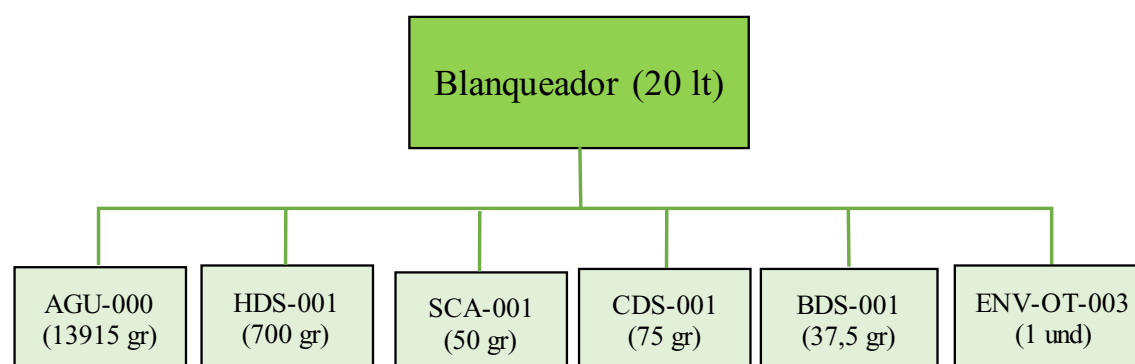 Blanqueador (20 lt)
AGU-000
(13915 gr)
HDS-001
(700 gr)
SCA-001
(50 gr)
CDS-001
(75 gr)
BDS-001
(37,5 gr)
ENV-OT-003
(1 und)